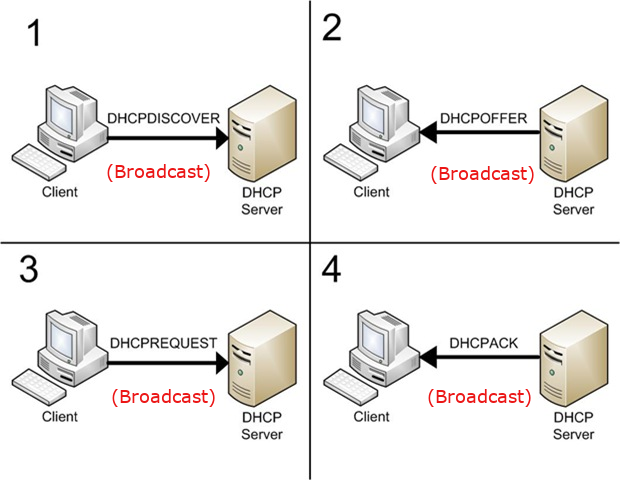 1
DHCPDISCOVER
(Broadcast)
Client
DHCP
Server
2
DHCPOFFER
(Broadcast)
Client
DHCP
Server
3
DHCPREQUEST
(Broadcast)
Client
DHCP
Server
4
DHCPACK
(Broadcast)
Client
DHCP
Server